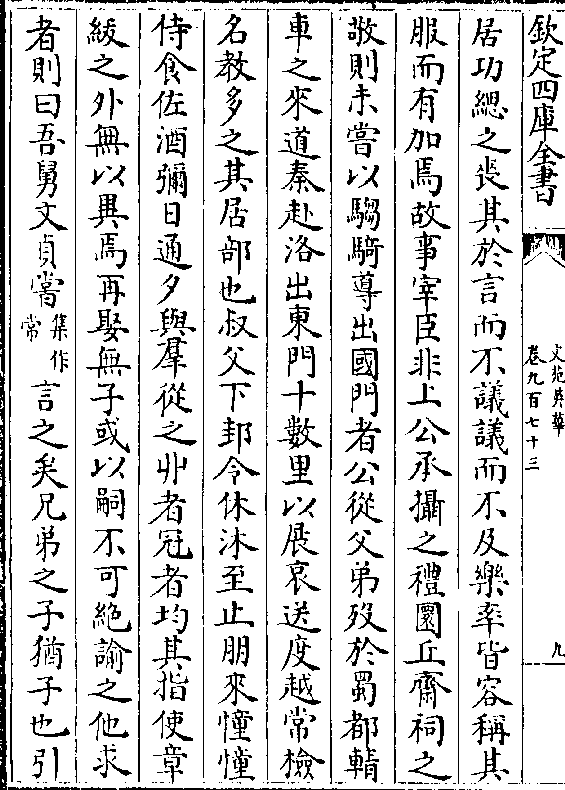 欽定四庫全書
文苑英華
卷九百七十三
九
居功緦之喪其於言而不議議而不及樂率皆容稱其
服而有加焉故事宰臣非上公承攝之禮圜丘齋祠之
敬則未嘗以騶騎導出國門者公從父弟歿於蜀都輤
車之來道秦赴洛出東門十數里以展哀送度越常檢
名教多之其居部也叔父下邽令休沐至止朋來憧憧
侍食佐酒彌日通夕與羣從之丱者冠者均其指使章
綬之外無以異焉再娶無子或以嗣不可絶諭之他求
者則曰吾舅文貞嘗集作常言之矣兄弟之子猶子也引